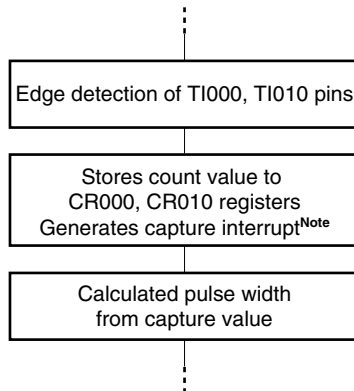 Edge detection of TI000, TI010 pins
Stores count value to
CR000, CR010 registers
Generates capture interruptNote
Calculated pulse width
from capture value